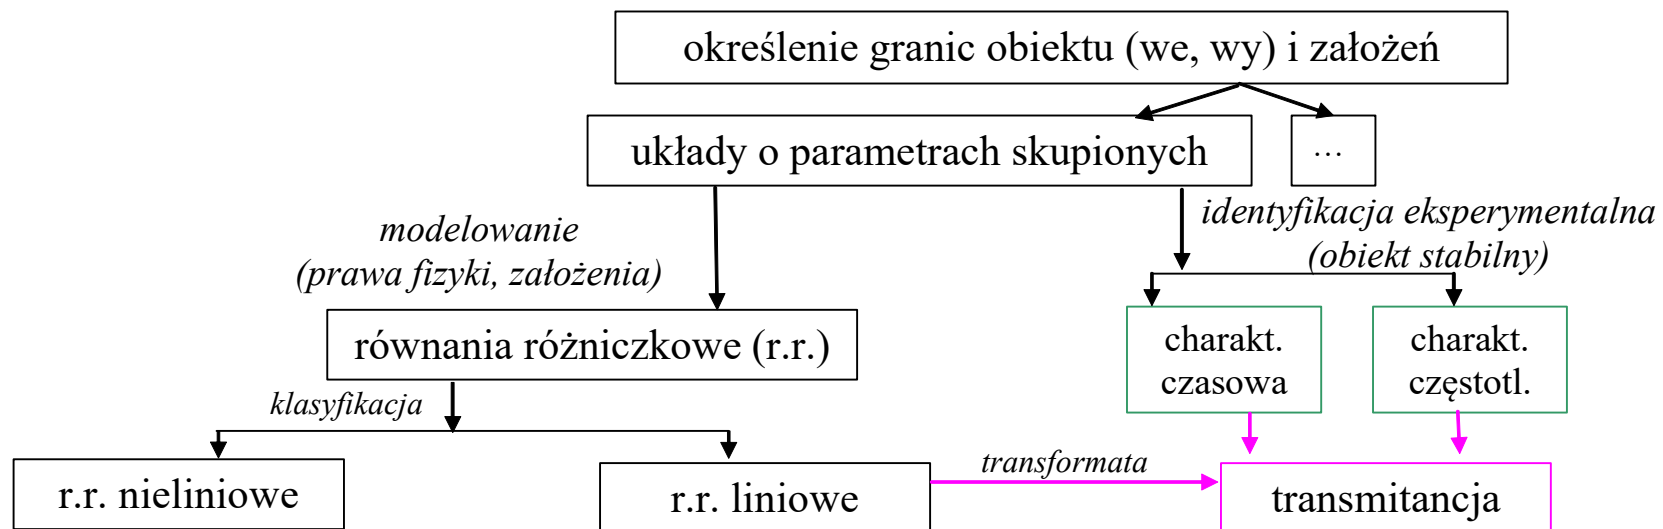 określenie granic obiektu (we, wy) i założeń
układy o parametrach skupionych
...
modelowanie
(prawa fizyki, założenia)
identyfikacja eksperymentalna
(obiekt stabilny)
równania różniczkowe (r.r.)
charakt.
czasowa
charakt.
częstotl.
klasyfikacja
r.r. nieliniowe
r.r. liniowe
transformata
transmitancja